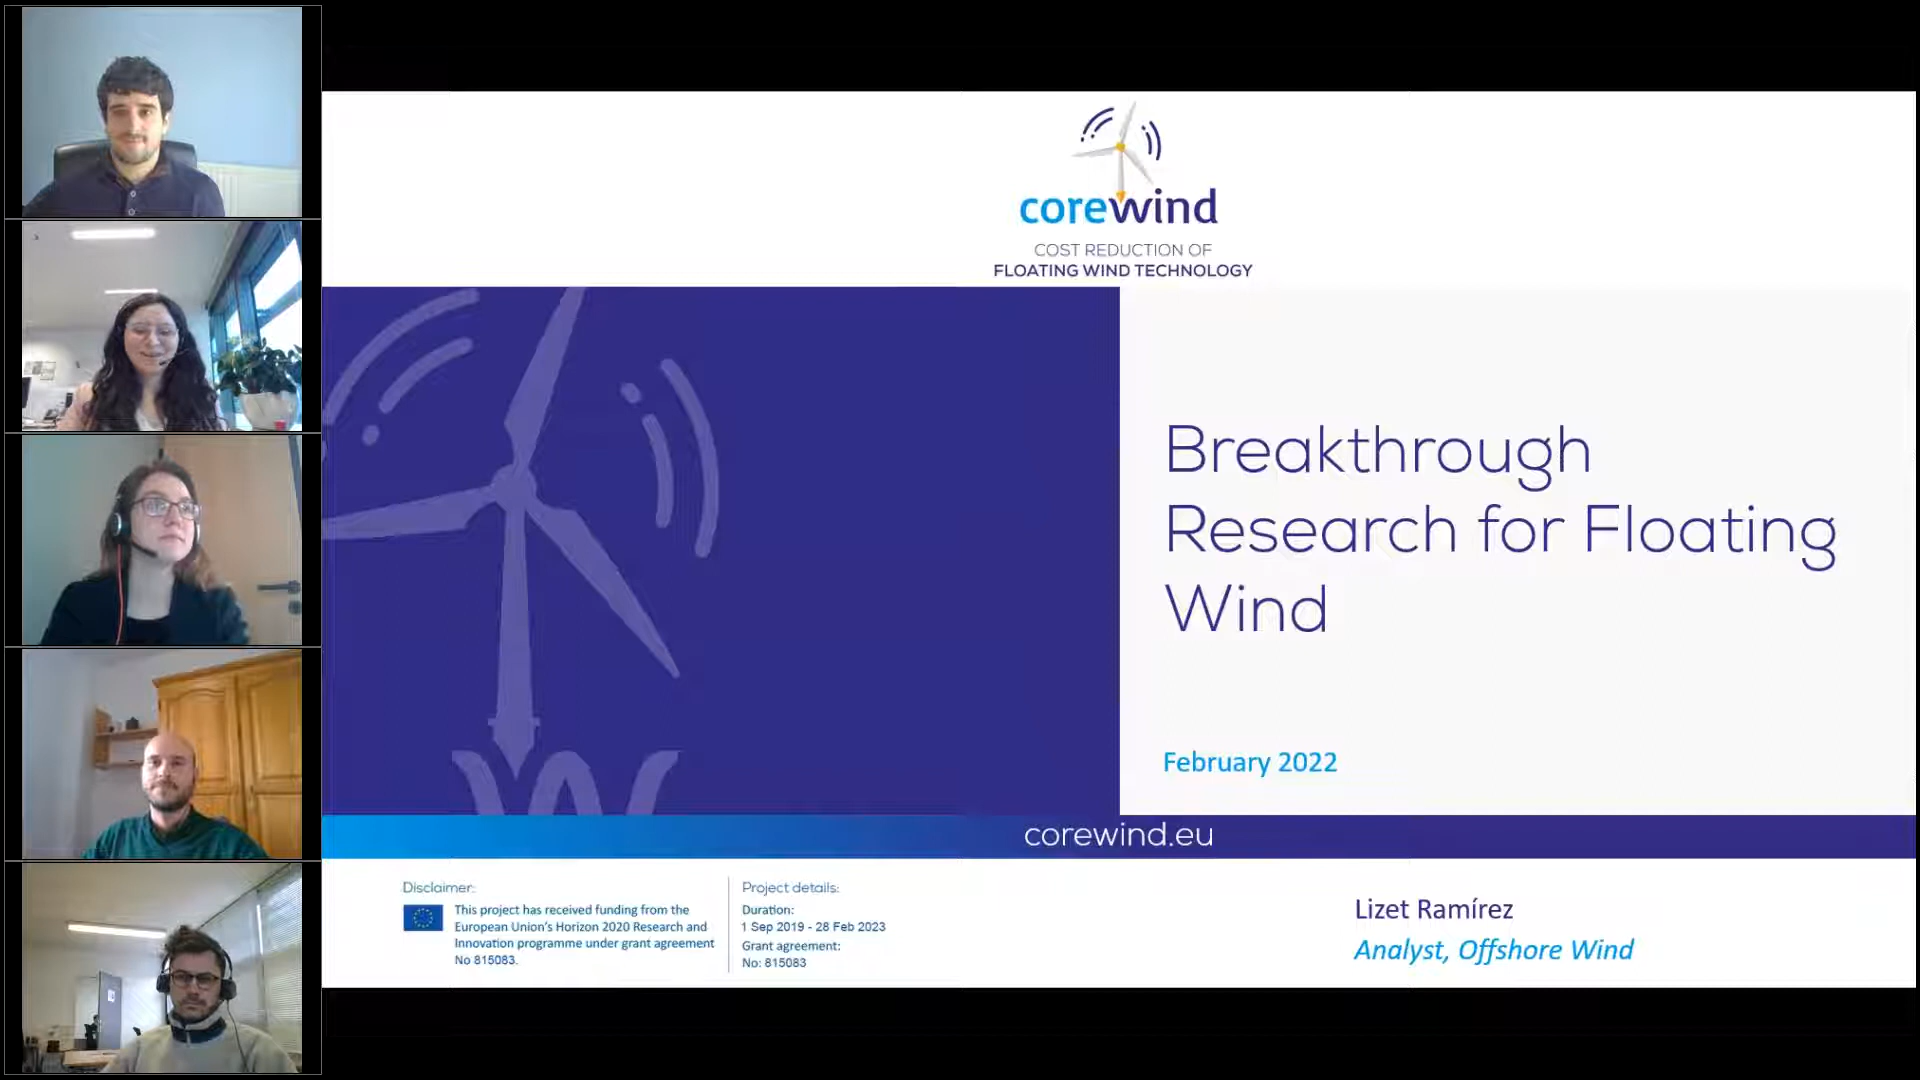 corewind
COST REDUCTION OF
FLOATING WIND TECHNOLOGY
Breakthrough
Research for Floating
Wind
February 2022
corewind.eu
Disclaimer:
This project has received funding from the
European Union's Horizon 2020 Research and
Innovation programme under grant agreement
No 815083.
Project details:
Duration:
1 Sep 2019 - 28 Feb 2023
Grant agreement:
No: 815083
Lizet Ramírez
Analyst, Offshore Wind